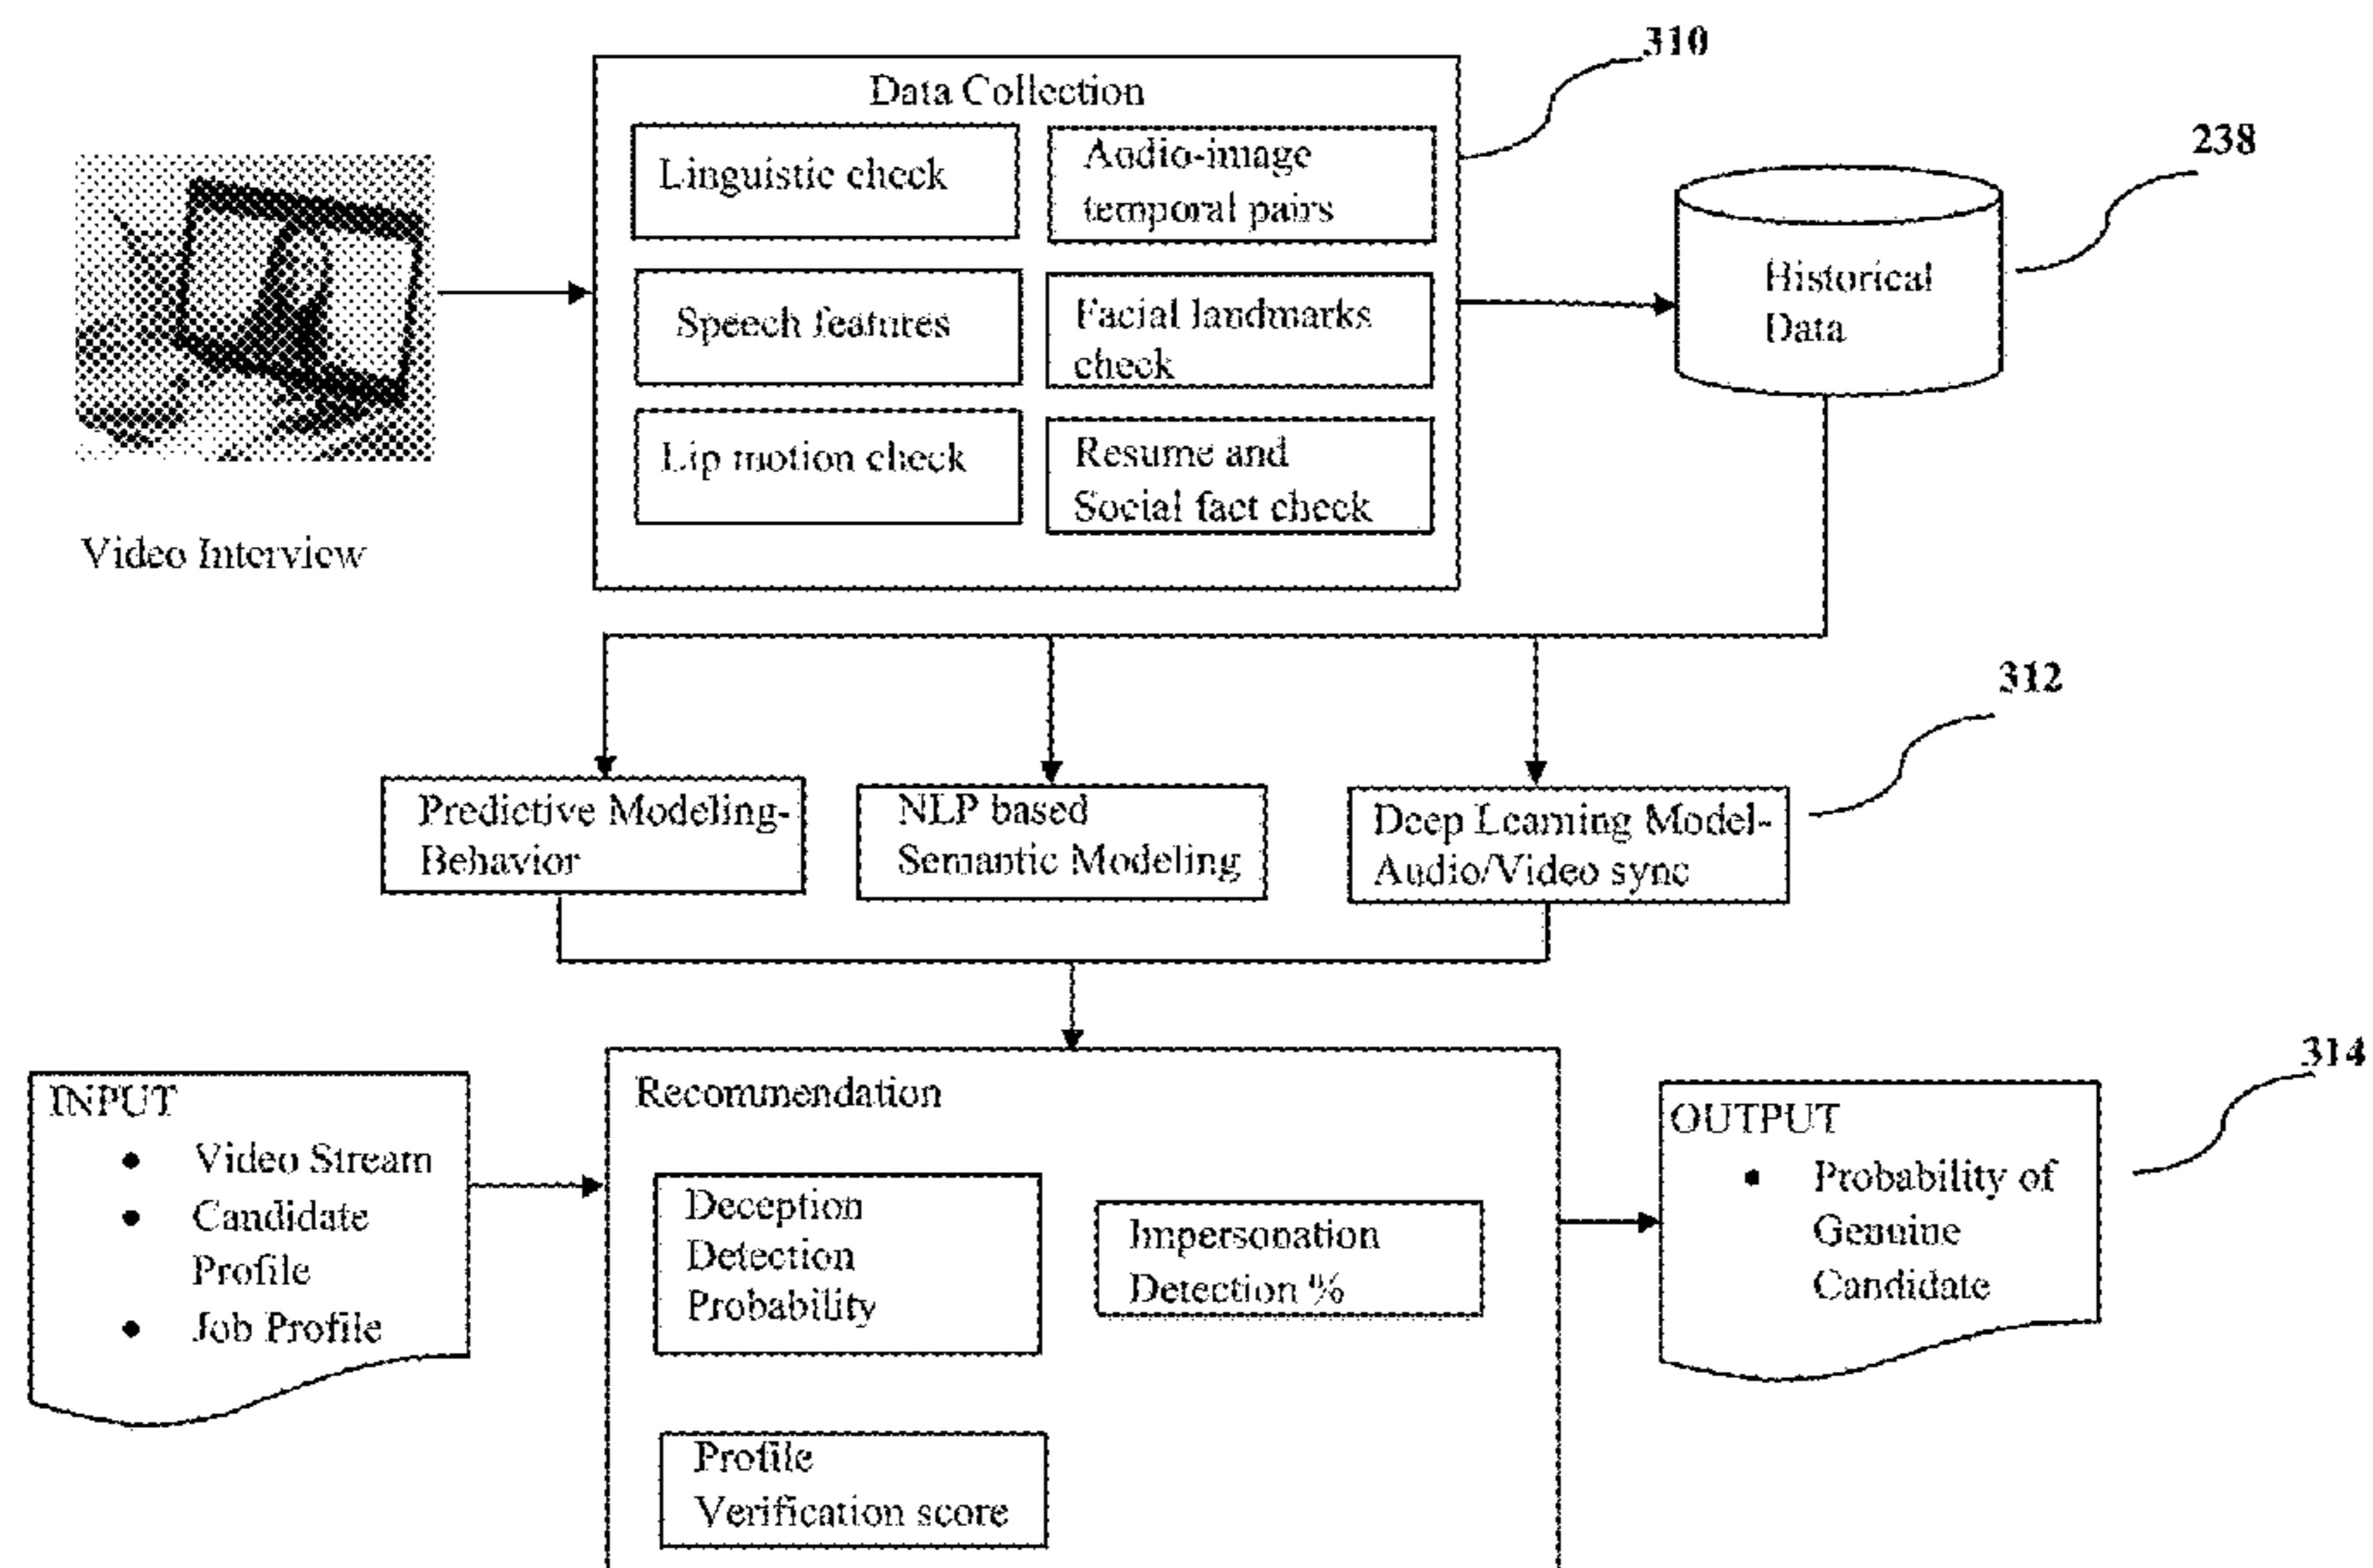 310
Data Collection
Linguistic check
Audio-image
temporal pairs
238
Speech features
Facial landmarks
check
Historical
Data
Lip motion check
Resume and
Social fact check
Video Interview
312
Predictive Modeling-
Behavior
NLP based
Semantic Modeling
Deep Learning Model-
Audio/Video sync
314
INPUT
• Video Stream
• Candidate
Profile
• Job Profile
Recommendation
Deception
Detection
Probability
Impersonation
Detection %
Profile
Verification score
OUTPUT
• Probability of
Genuine
Candidate